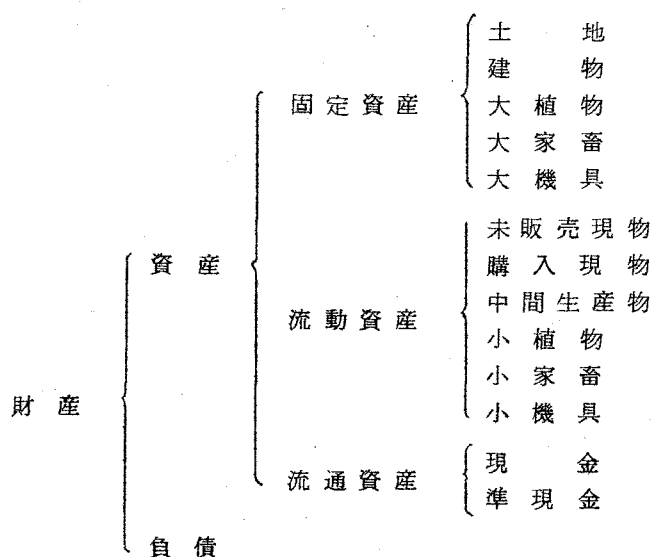 土地
建物
固定資産
大植物
大家畜
大機具
未販売現物
資産
購入現物
中間生産物
流動資産
小植物
小家畜
財産
小機具
現金
流通資産
準現金
負債